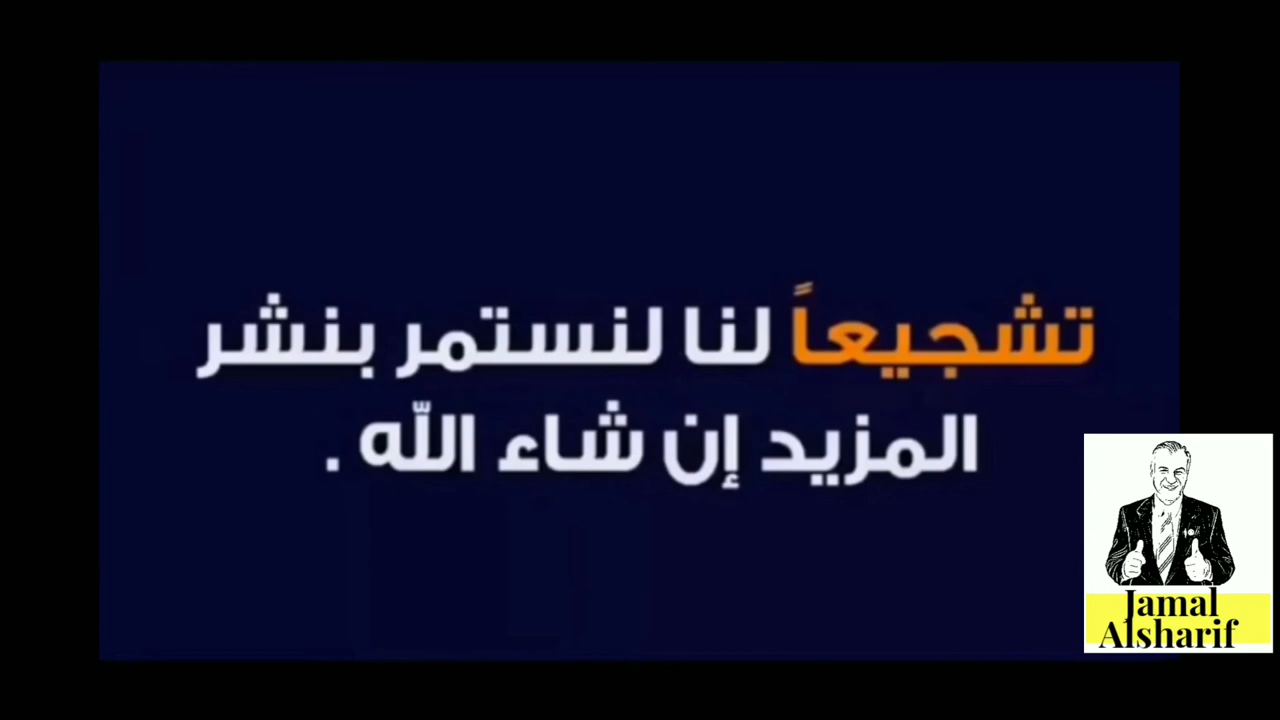 تشجيعاً لنا لنستمر بنشر
المزيد إن شاء الله .
Jamal
Alsharif